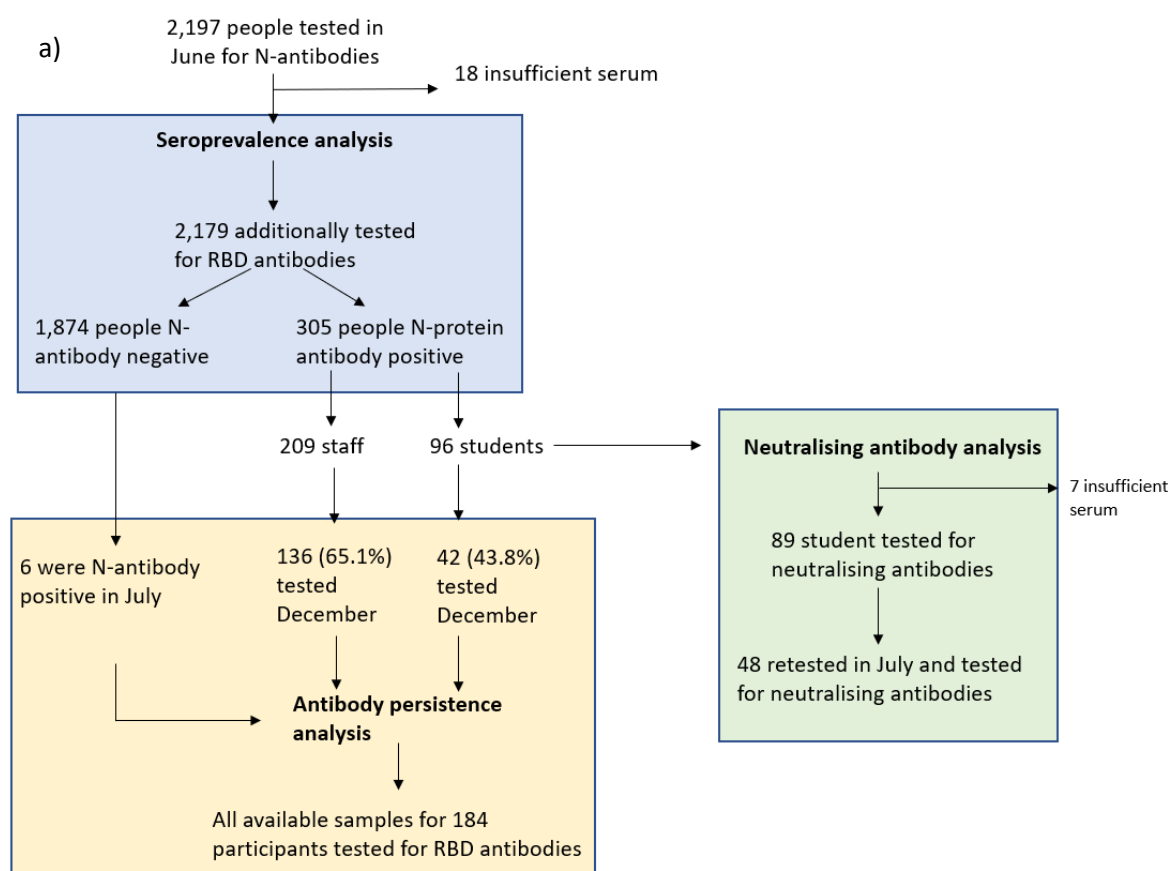 a)
2,197 people tested in
June for N-antibodies
18 insufficient serum
Seroprevalence analysis
2,179 additionally tested
for RBD antibodies
1,874 people N-
antibody negative
305 people N-protein
antibody positive
209 staff
96 students
Neutralising antibody analysis
7 insufficient
serum
89 student tested for
neutralising antibodies
48 retested in July and tested
for neutralising antibodies
6 were N-antibody
positive in July
136 (65.1%)
tested
December
42 (43.8%)
tested
December
Antibody persistence
analysis
All available samples for 184
participants tested for RBD antibodies